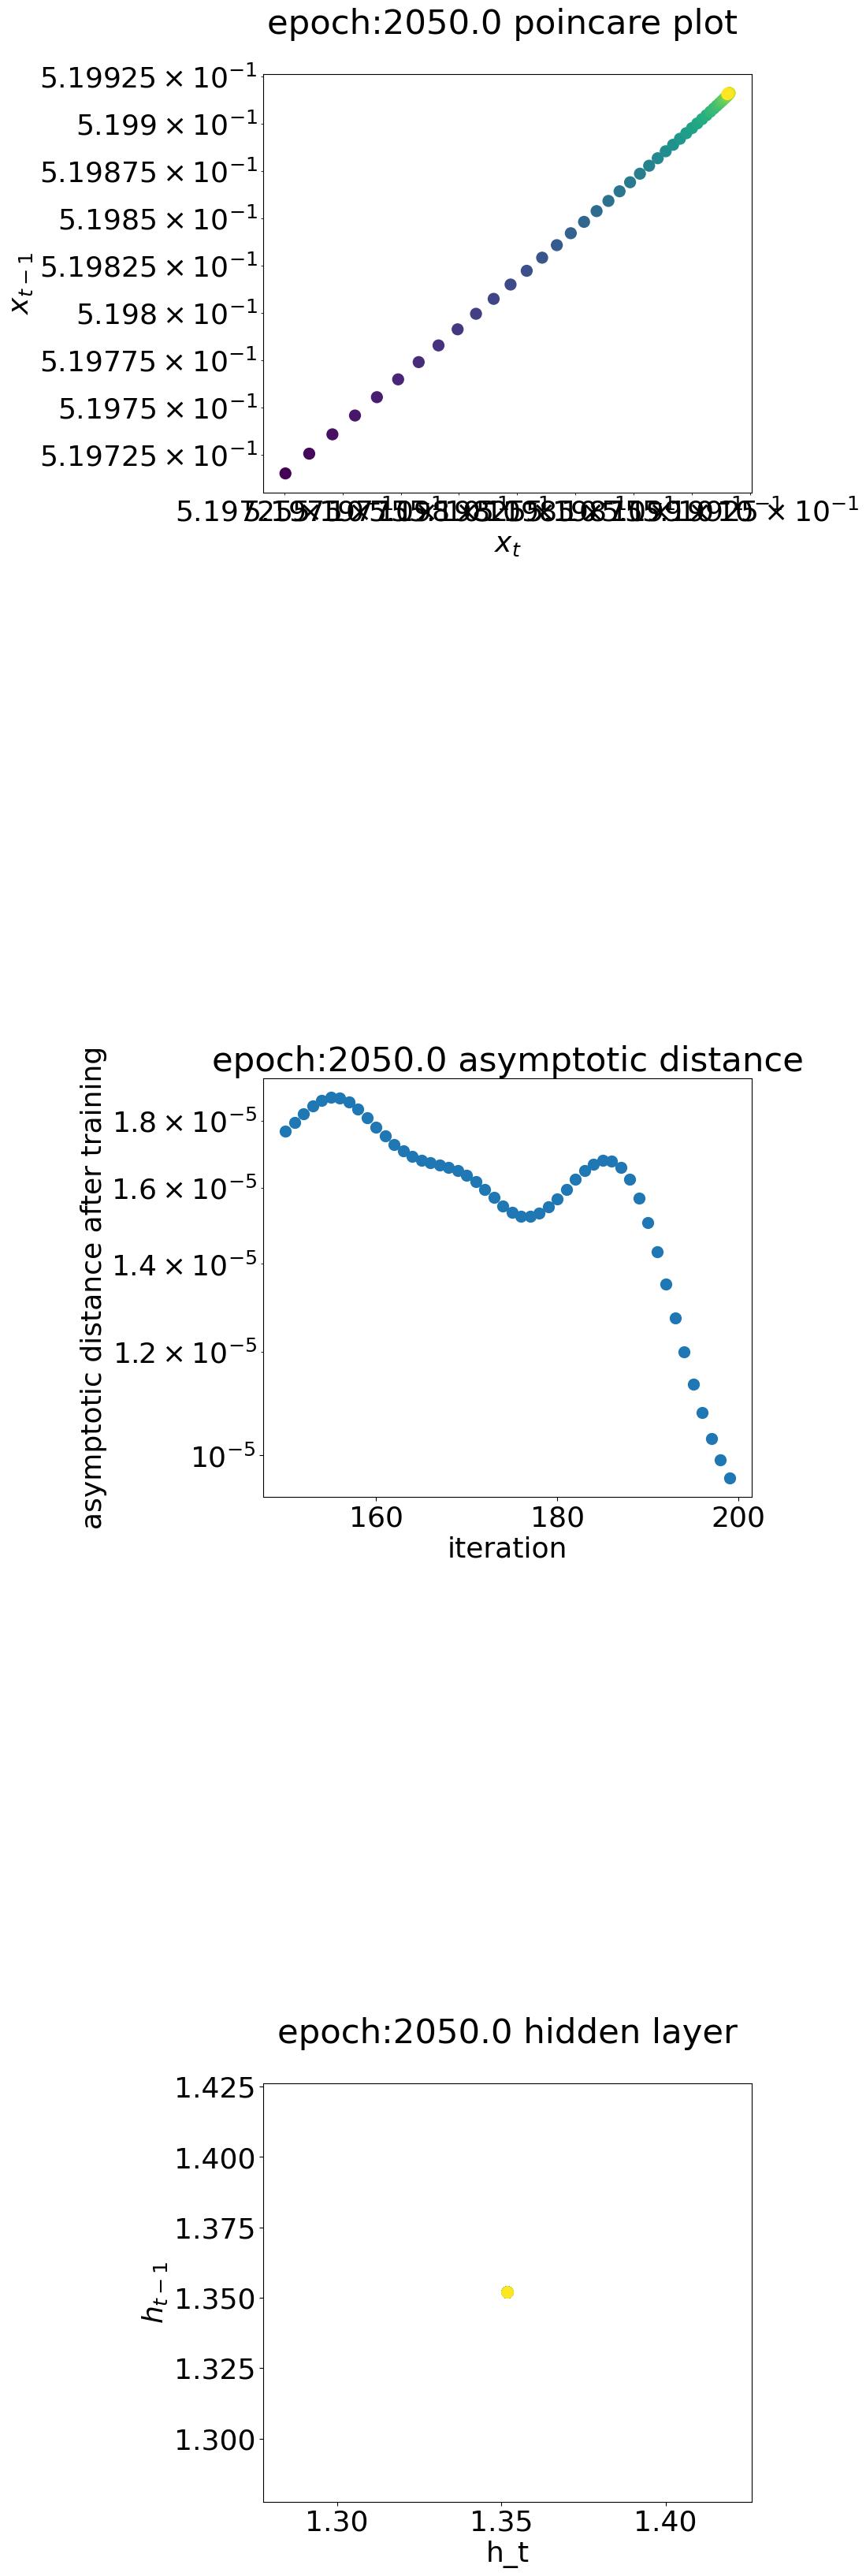 epoch:2050.0 poincare plot
5.19925 × 10⁻¹
5.199 × 10⁻¹
5.19875 × 10⁻¹
5.1985 × 10⁻¹
5.19825 × 10⁻¹
5.198 × 10⁻¹
5.19775 × 10⁻¹
5.1975 × 10⁻¹
5.19725 × 10⁻¹
xₜ₋₁
xₜ
epoch:2050.0 asymptotic distance
1.8 × 10⁻⁵
1.6 × 10⁻⁵
1.4 × 10⁻⁵
1.2 × 10⁻⁵
10⁻⁵
asymptotic distance after training
160 180 200
iteration
epoch:2050.0 hidden layer
1.425
1.400
1.375
1.350
1.325
1.300
hₜ₋₁
1.30 1.35 1.40
h_t